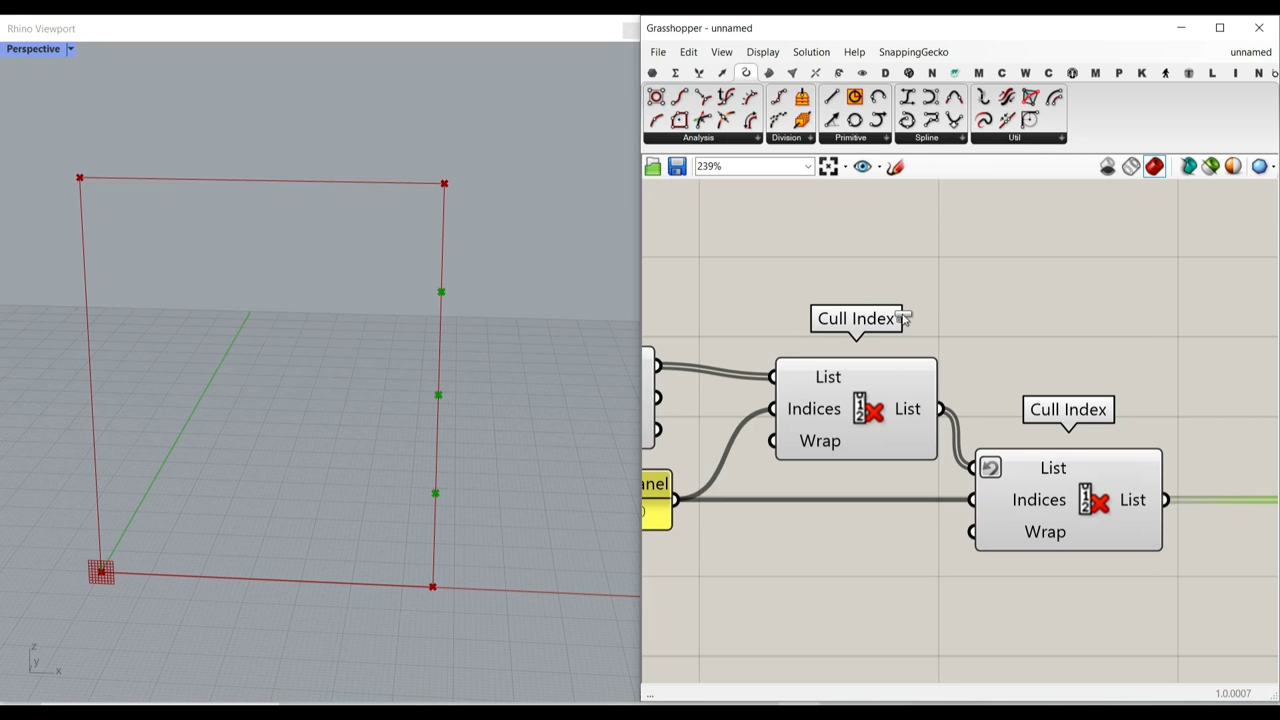 Rhino Viewport
Perspective
z
y
x
Grasshopper - unnamed
File Edit View Display Solution Help SnappingGecko unnamed
D N M C W C M P K L I N
Analysis Division Primitive Spline Util
239%
Cull Index
List
Indices List
Wrap
Cull Index
List
Indices List
Wrap
anel
)
...
1.0.0007